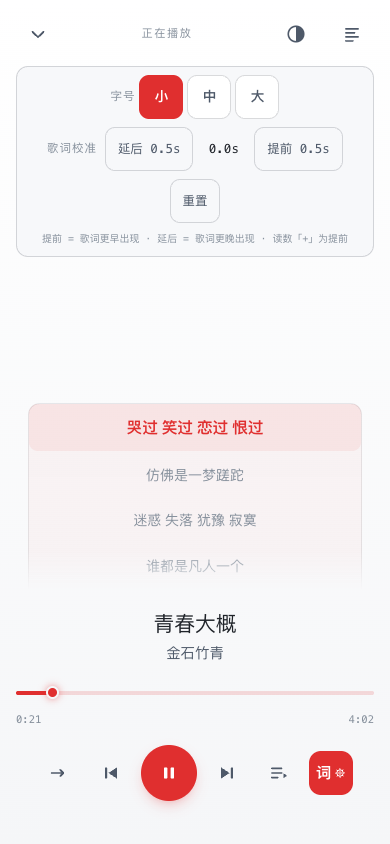 正在播放
字号 小 中 大
歌词校准 延后 0.5s 0.0s 提前 0.5s
重置
提前 = 歌词更早出现 · 延后 = 歌词更晚出现 · 读数「+」为提前
哭过 笑过 恋过 恨过
仿佛是一梦蹉跎
迷惑 失落 犹豫 寂寞
谁都是凡人一个
青春大概
金石竹青
0:21 4:02
词